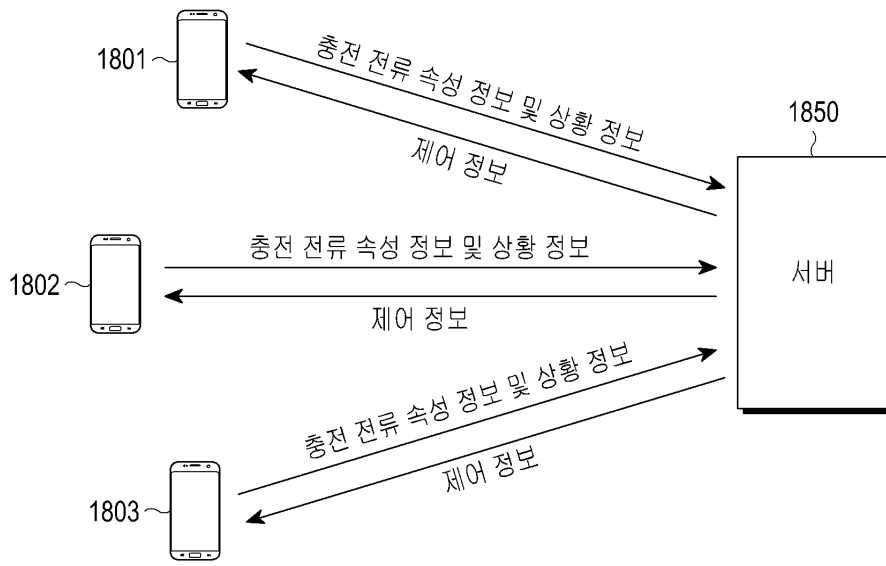 1801
충전 전류 속성 정보 및 상황 정보
제어 정보
1850
서버
1802
충전 전류 속성 정보 및 상황 정보
제어 정보
1803
충전 전류 속성 정보 및 상황 정보
제어 정보